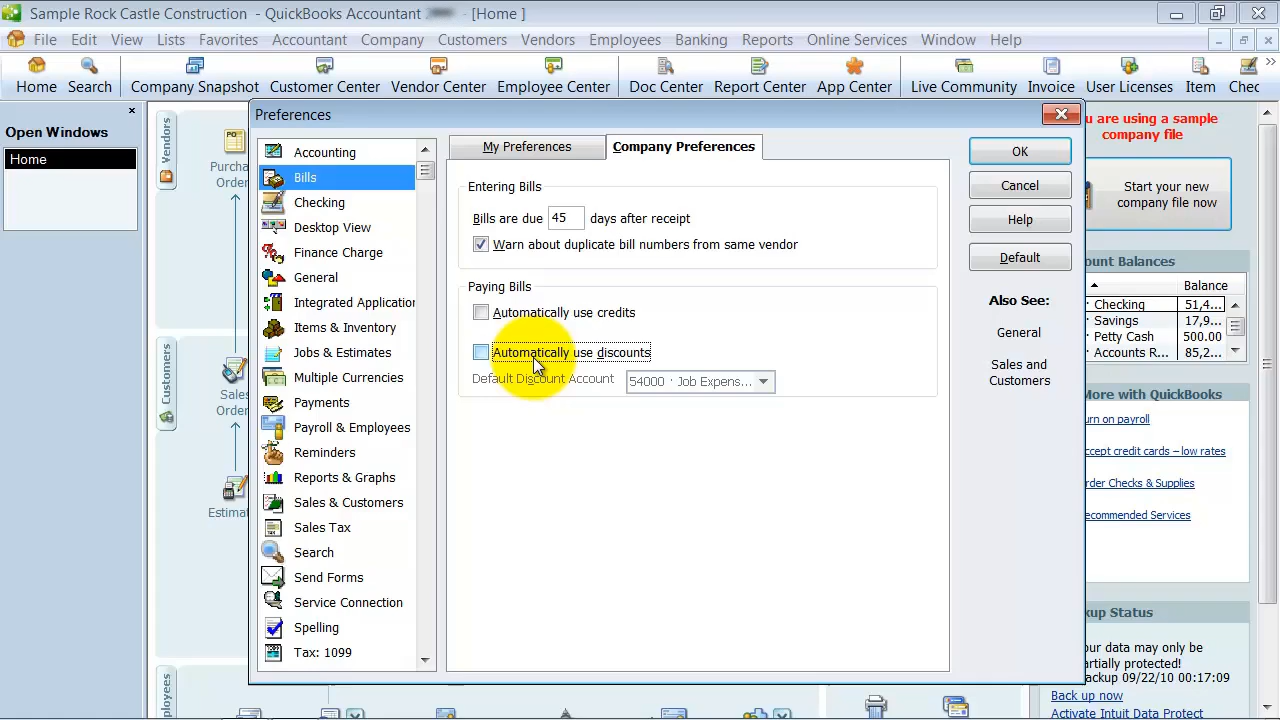 Sample Rock Castle Construction - QuickBooks Accountant - [Home ]
File Edit View Lists Favorites Accountant Company Customers Vendors Employees Banking Reports Online Services Window Help
Home Search Company Snapshot Customer Center Vendor Center Employee Center Doc Center Report Center App Center Live Community Invoice User Licenses Item Chec
Open Windows
Home
Vendors
Purcha
Order
Customers
Sales
Order
Estimat
ployees
Preferences
Accounting
Bills
Checking
Desktop View
Finance Charge
General
Integrated Application
Items & Inventory
Jobs & Estimates
Multiple Currencies
Payments
Payroll & Employees
Reminders
Reports & Graphs
Sales & Customers
Sales Tax
Search
Send Forms
Service Connection
Spelling
Tax: 1099
My Preferences
Company Preferences
Entering Bills
Bills are due 45 days after receipt
Warn about duplicate bill numbers from same vendor
Paying Bills
Automatically use credits
Automatically use discounts
Default Discount Account 54000 · Job Expens...
OK
Cancel
Help
Default
Also See:
General
Sales and
Customers
u are using a sample
company file
Start your new
company file now
ount Balances
Balance
Checking 51,4...
Savings 17,9...
Petty Cash 500.00
Accounts R... 85,2...
More with QuickBooks
urn on payroll
ccept credit cards – low rates
rder Checks & Supplies
ecommended Services
kup Status
our data may only be
artially protected!
ackup 09/22/10 00:17:09
Back up now
Activate Intuit Data Protect